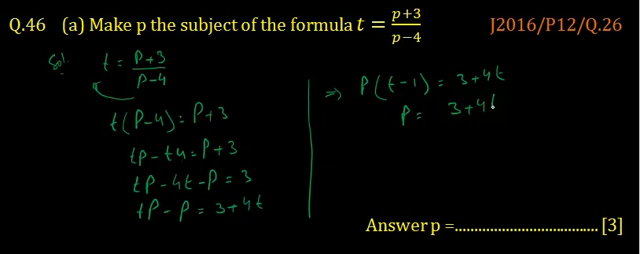 Q.46 (a) Make p the subject of the formula t = p+3/p−4 J2016/P12/Q.26
Sol: t = P+3/P-4
t(P-4) = P+3
tP - t4 = P+3
tP - 4t - P = 3
tP - P = 3+4t
⇒ P(t-1) = 3+4t
P = 3+4t
Answer p =...................................... [3]